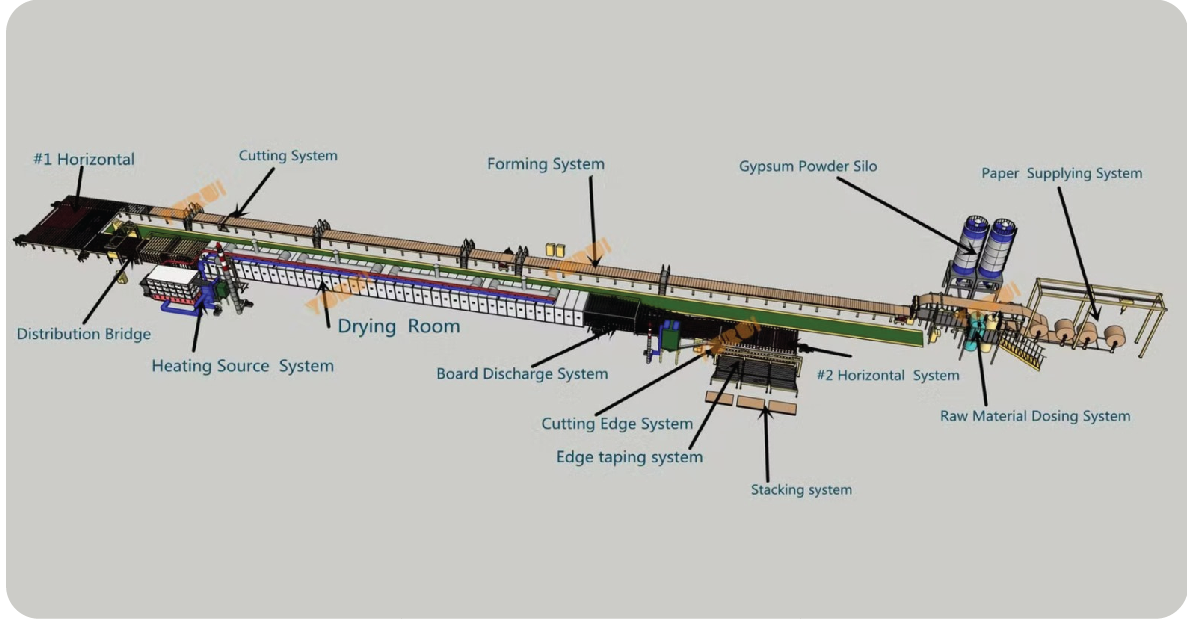 #1 Horizontal
Cutting System
Forming System
Gypsum Powder Silo
Paper Supplying System
Distribution Bridge
Drying Room
Heating Source System
Board Discharge System
#2 Horizontal System
Cutting Edge System
Raw Material Dosing System
Edge taping system
Stacking system